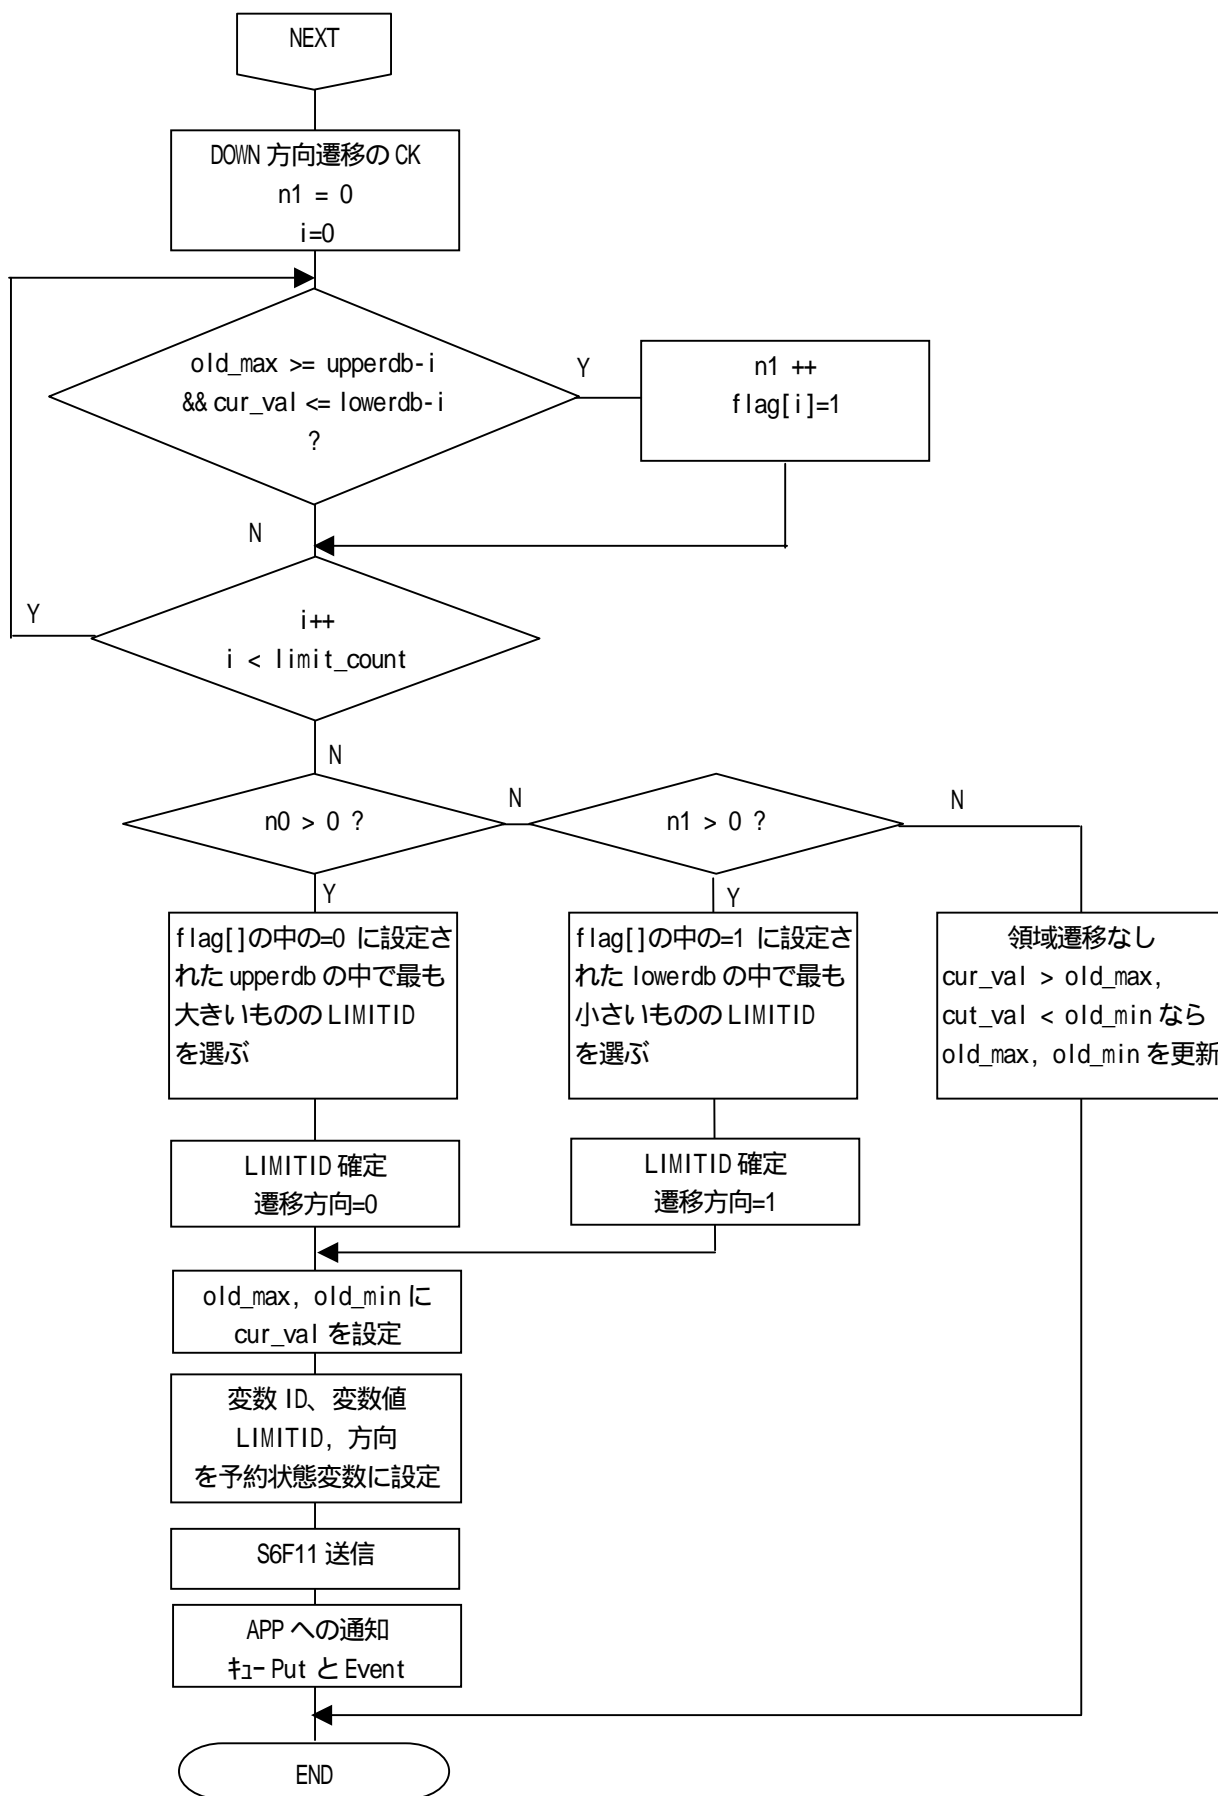 NEXT
DOWN 方向遷移の CK
n1 = 0
i=0
old_max >= upperdb-i
&& cur_val <= lowerdb-i
?
Y
n1 ++
flag[i]=1
N
Y
i++
i < limit_count
N
n0 > 0 ?
N
n1 > 0 ?
N
Y
Y
flag[]の中の=0 に設定さ
れた upperdb の中で最も
大きいものの LIMITID
を選ぶ
flag[]の中の=1 に設定さ
れた lowerdb の中で最も
小さいものの LIMITID
を選ぶ
領域遷移なし
cur_val > old_max,
cut_val < old_min なら
old_max, old_min を更新
LIMITID 確定
遷移方向=0
LIMITID 確定
遷移方向=1
old_max, old_min に
cur_val を設定
変数 ID、変数値
LIMITID, 方向
を予約状態変数に設定
S6F11 送信
APP への通知
ｷｭｰ Put と Event
END